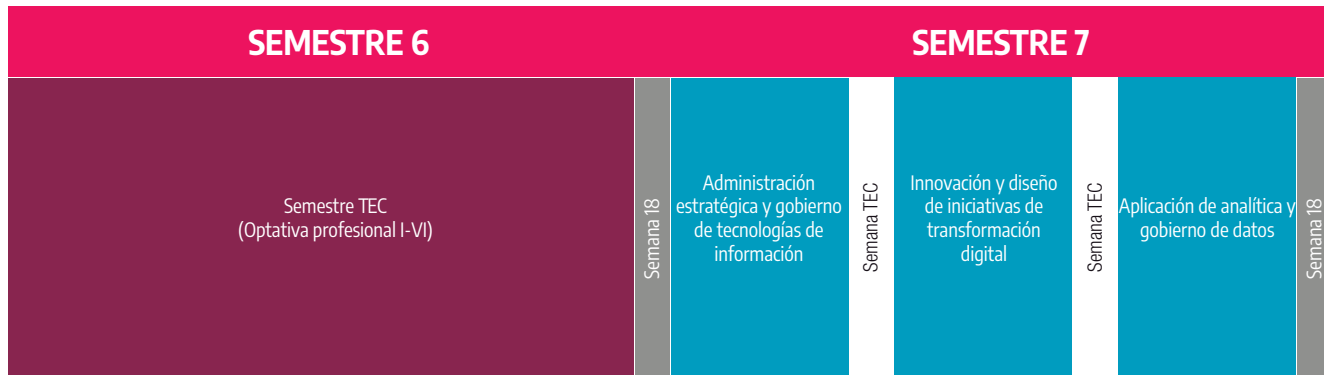 SEMESTRE 6
SEMESTRE 7
Semestre TEC
(Optativa profesional I-VI)
Semana 18
Administración
estratégica y gobierno
de tecnologías de
información
Semana TEC
Innovación y diseño
de iniciativas de
transformación
digital
Semana TEC
Aplicación de analítica y
gobierno de datos
Semana 18